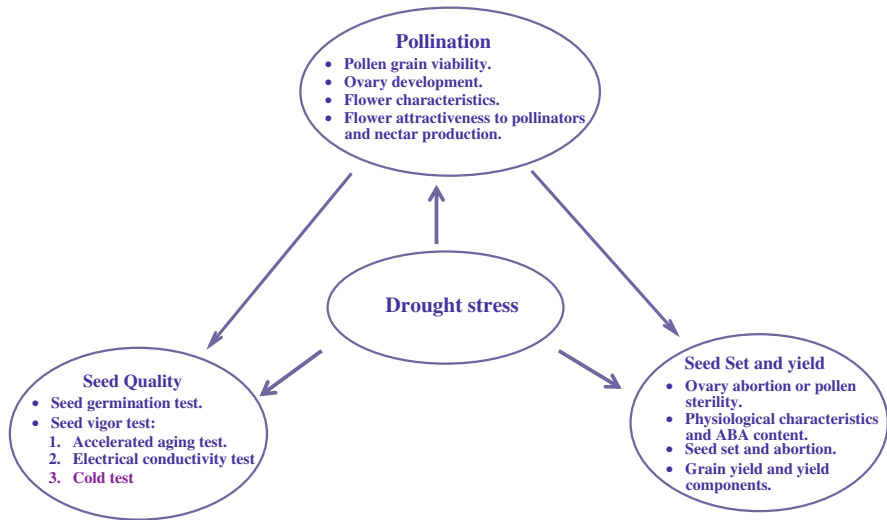 Pollination
• Pollen grain viability.
• Ovary development.
• Flower characteristics.
• Flower attractiveness to pollinators
and nectar production.
Drought stress
Seed Quality
• Seed germination test.
• Seed vigor test:
1. Accelerated aging test.
2. Electrical conductivity test
3. Cold test
Seed Set and yield
• Ovary abortion or pollen
sterility.
• Physiological characteristics
and ABA content.
• Seed set and abortion.
• Grain yield and yield
components.